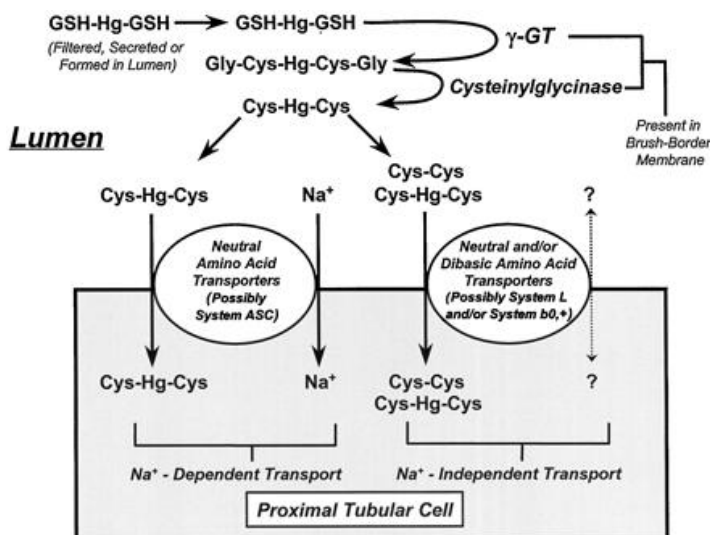 GSH-Hg-GSH
GSH-Hg-GSH
(Filtered, Secreted or
Formed in Lumen)
γ-GT
Gly-Cys-Hg-Cys-Gly
Cysteinylglycinase
Cys-Hg-Cys
Present in
Brush-Border
Membrane
Lumen
Cys-Hg-Cys
Na+
Cys-Cys
Cys-Hg-Cys
?
Neutral
Amino Acid
Transporters
(Possibly
System ASC)
Neutral and/or
Dibasic Amino Acid
Transporters
(Possibly System L
and/or System b0,+)
Cys-Hg-Cys
Na+
Cys-Cys
Cys-Hg-Cys
?
Na+ - Dependent Transport
Na+ - Independent Transport
Proximal Tubular Cell